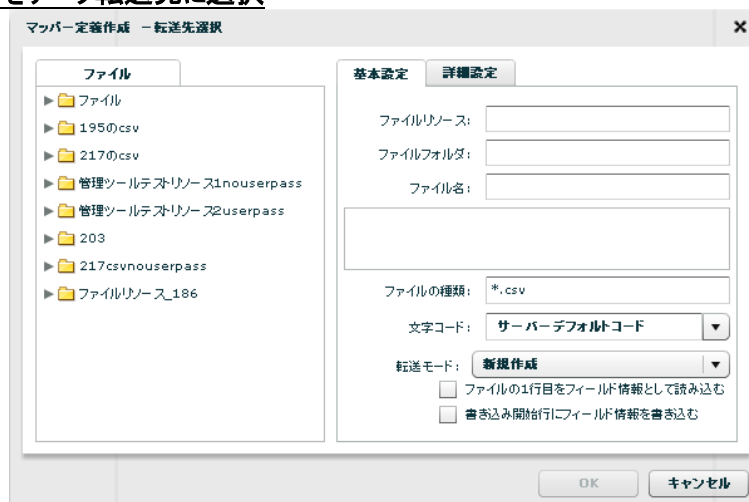 をデータ転送先に選択
マッパー定義作成 －転送先選択
ファイル
ファイル
195のcsv
217のcsv
管理ツールテストリソース1nouserpass
管理ツールテストリソース2userpass
203
217csvnouserpass
ファイルリソース_186
基本設定 詳細設定
ファイルリソース:
ファイルフォルダ:
ファイル名:
ファイルの種類: *.csv
文字コード: サーバーデフォルトコード
転送モード: 新規作成
ファイルの1行目をフィールド情報として読み込む
書き込み開始行にフィールド情報を書き込む
OK キャンセル